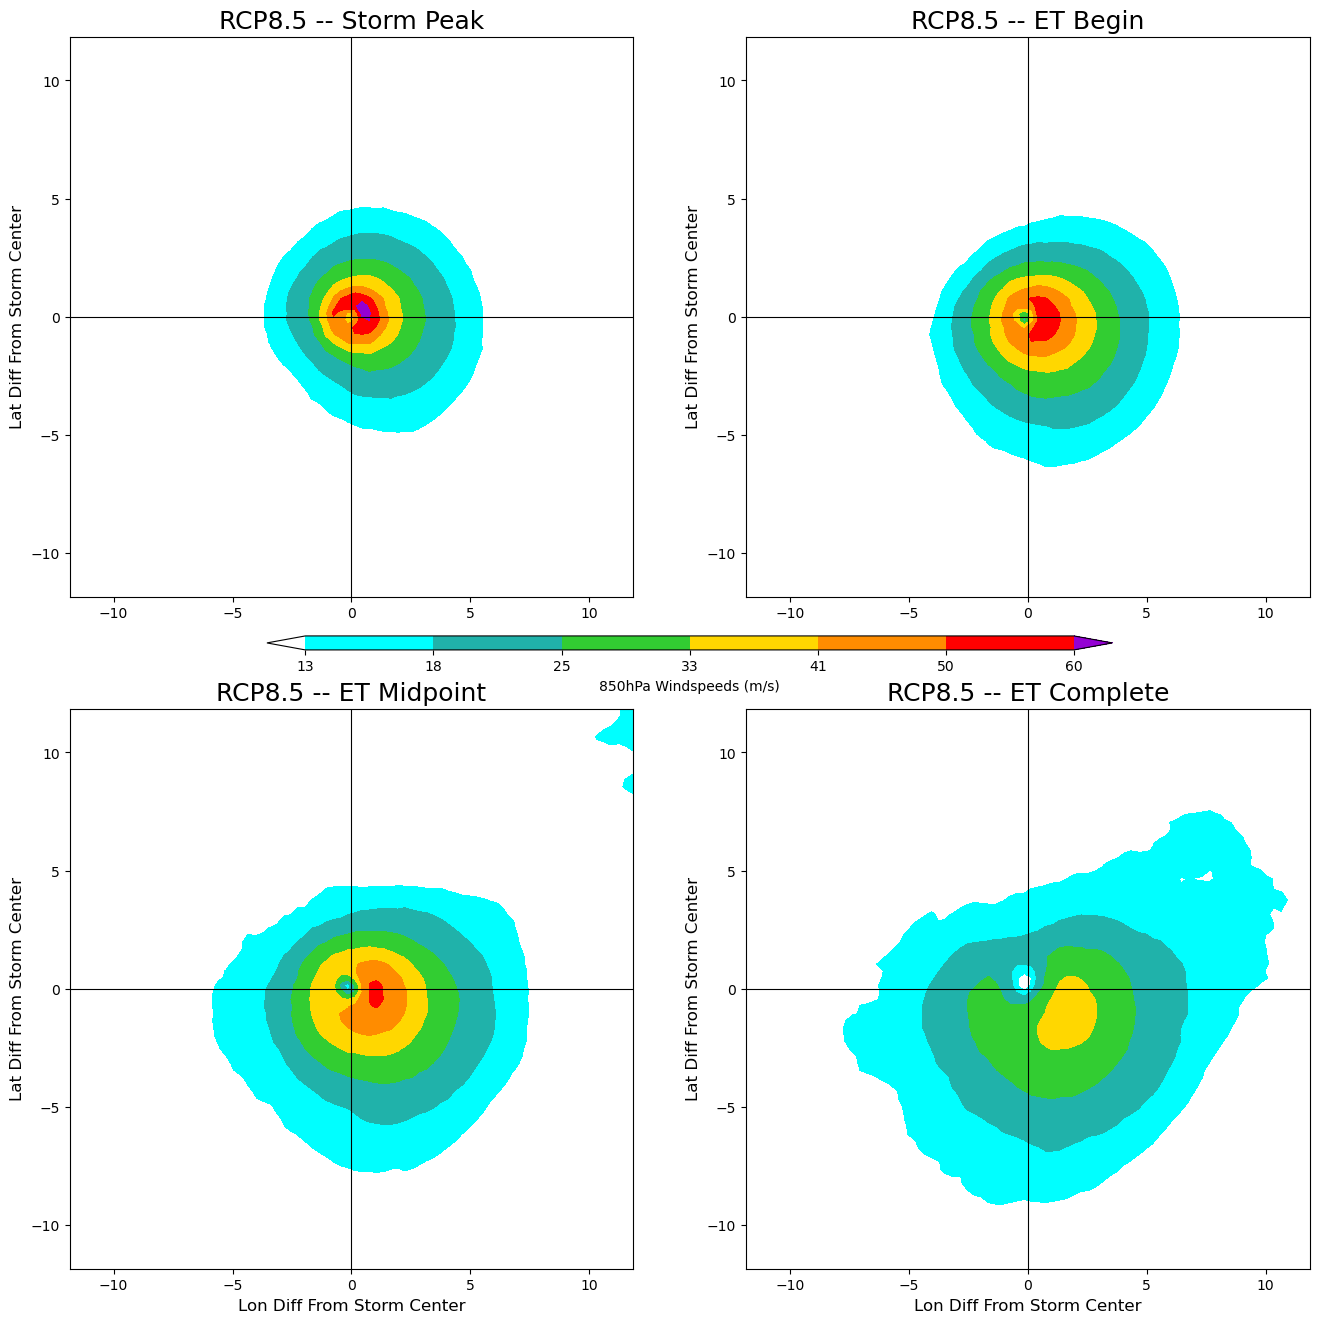 RCP8.5 -- Storm Peak
RCP8.5 -- ET Begin
10
5
0
−5
−10
Lat Diff From Storm Center
10
5
0
−5
−10
Lat Diff From Storm Center
−10 −5 0 5 10
−10 −5 0 5 10
13 18 25 33 41 50 60
850hPa Windspeeds (m/s)
RCP8.5 -- ET Midpoint
RCP8.5 -- ET Complete
10
5
0
−5
−10
Lat Diff From Storm Center
10
5
0
−5
−10
Lat Diff From Storm Center
−10 −5 0 5 10
−10 −5 0 5 10
Lon Diff From Storm Center
Lon Diff From Storm Center